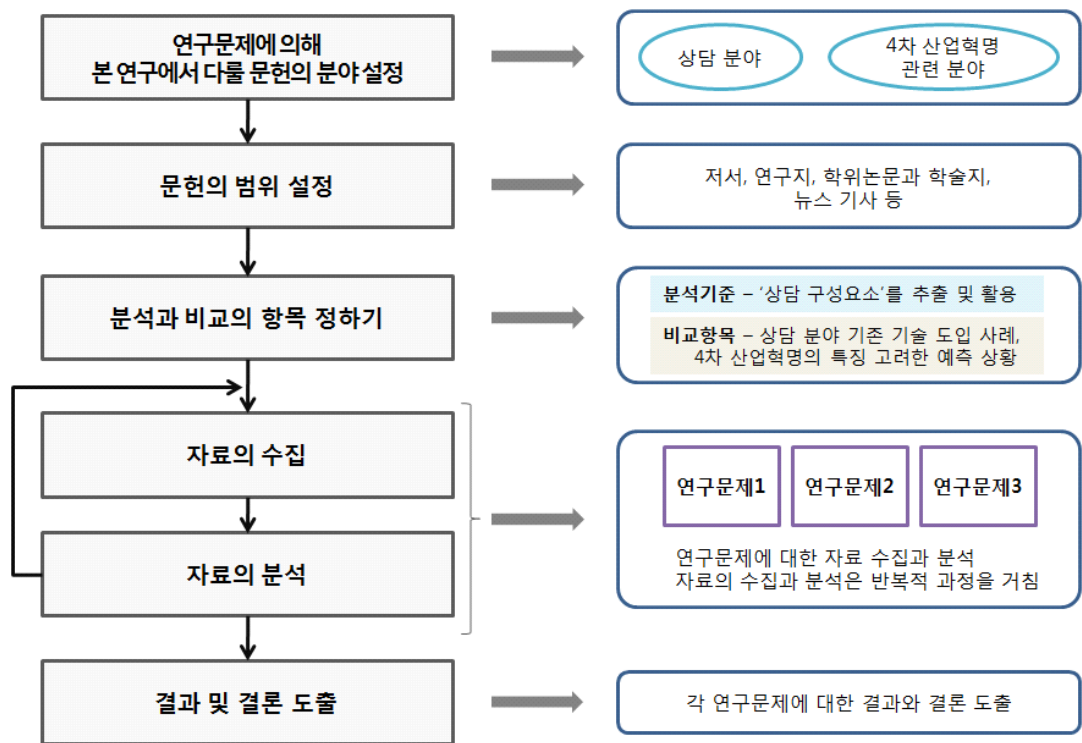 연구문제에 의해
본 연구에서 다룰 문헌의 분야 설정
상담 분야
4차 산업혁명
관련 분야
문헌의 범위 설정
저서, 연구지, 학위논문과 학술지,
뉴스 기사 등
분석과 비교의 항목 정하기
분석기준 – '상담 구성요소'를 추출 및 활용
비교항목 – 상담 분야 기존 기술 도입 사례,
4차 산업혁명의 특징 고려한 예측 상황
자료의 수집
자료의 분석
연구문제1
연구문제2
연구문제3
연구문제에 대한 자료 수집과 분석
자료의 수집과 분석은 반복적 과정을 거침
결과 및 결론 도출
각 연구문제에 대한 결과와 결론 도출